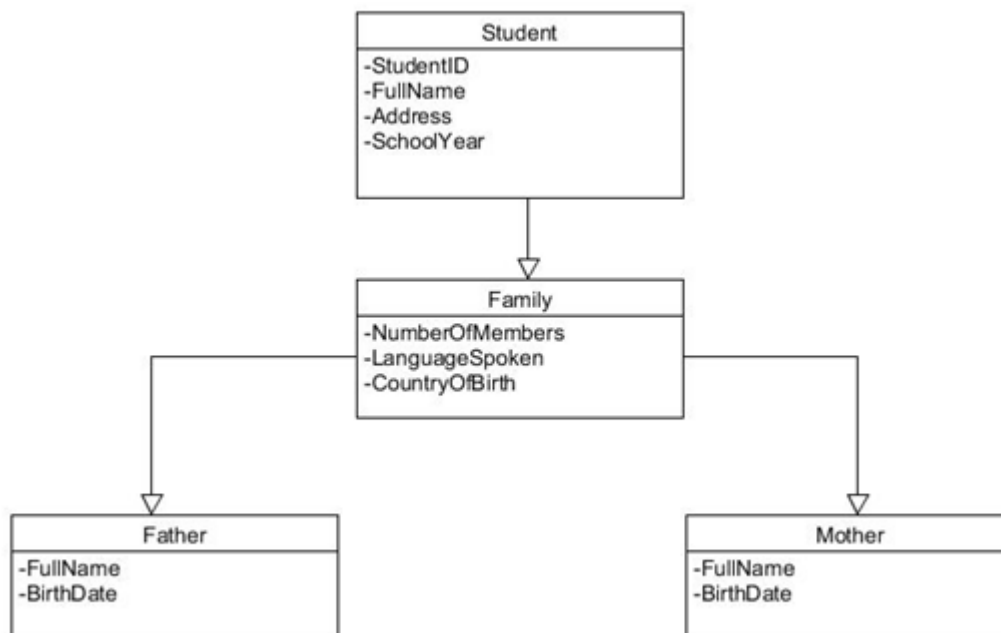 Student
-StudentID
-FullName
-Address
-SchoolYear
Family
-NumberOfMembers
-LanguageSpoken
-CountryOfBirth
Father
-FullName
-BirthDate
Mother
-FullName
-BirthDate